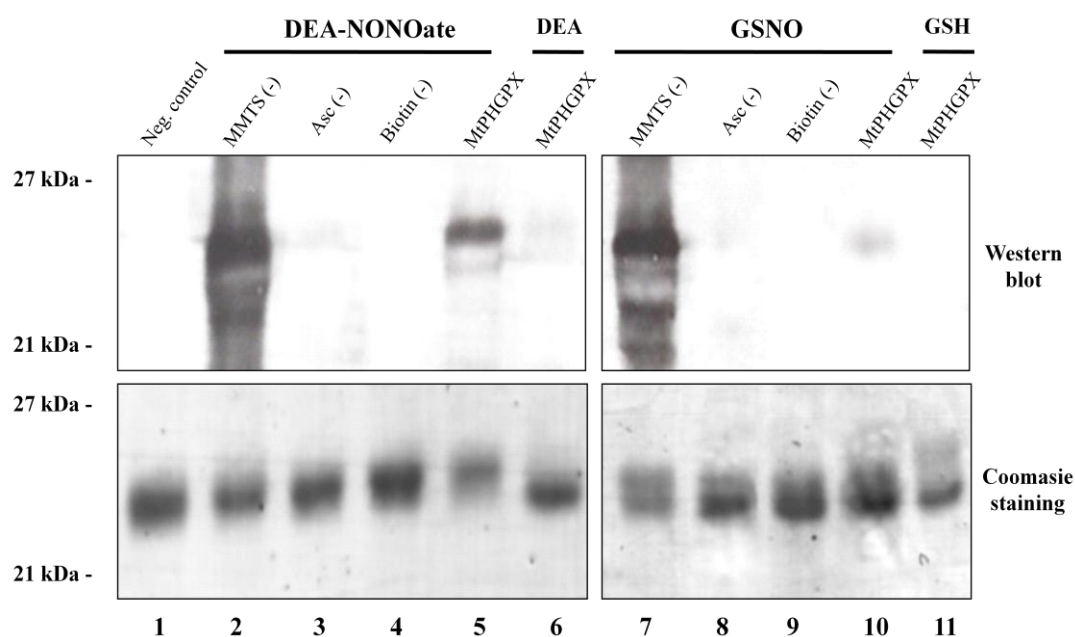 DEA-NONOate DEA GSNO GSH
Neg. control MMTS (-) Asc (-) Biotin (-) MtPHGPX MtPHGPX MMTS (-) Asc (-) Biotin (-) MtPHGPX MtPHGPX
27 kDa -
Western
blot
21 kDa -
27 kDa -
Coomasie
staining
21 kDa -
1 2 3 4 5 6 7 8 9 10 11